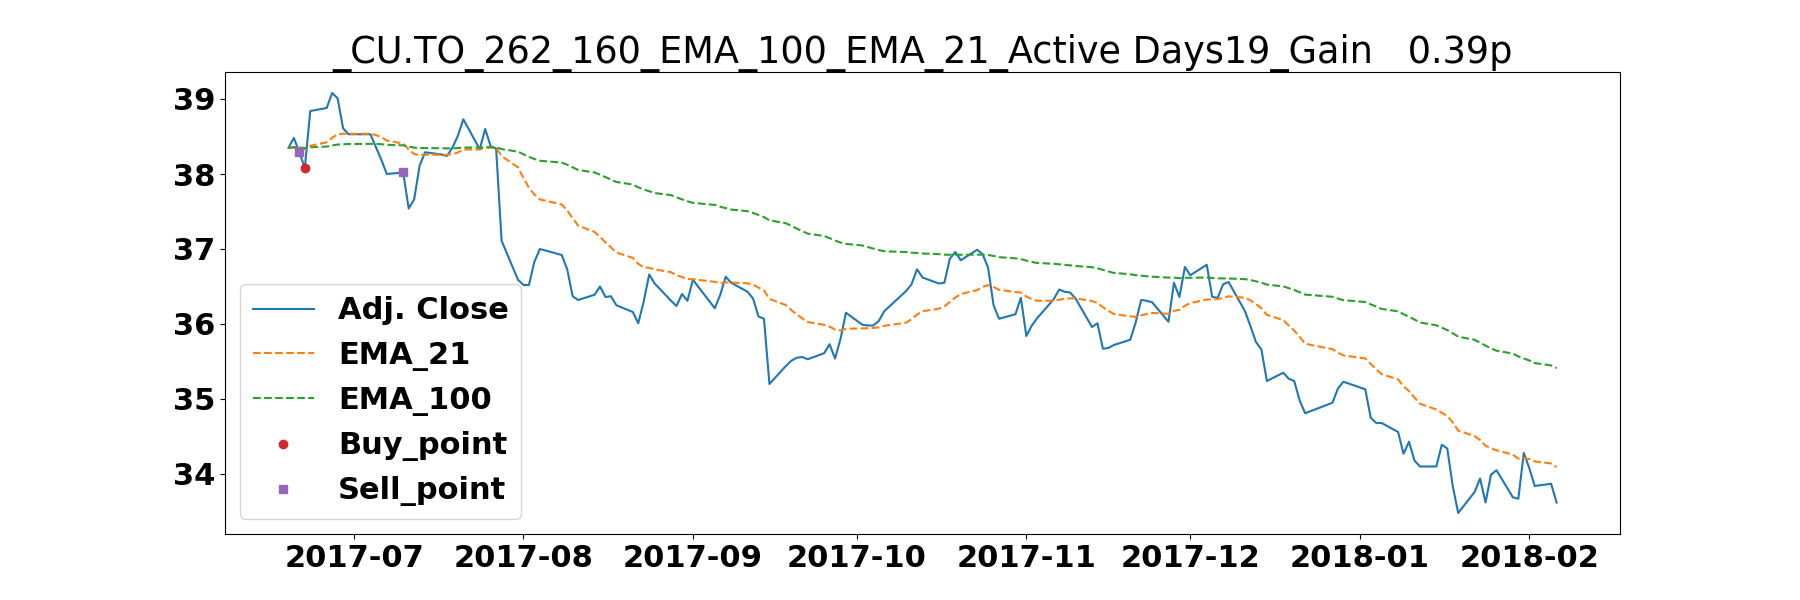 _CU.TO_262_160_EMA_100_EMA_21_Active Days19_Gain   0.39p
39
38
37
36
35
34
Adj. Close
EMA_21
EMA_100
Buy_point
Sell_point
2017-07 2017-08 2017-09 2017-10 2017-11 2017-12 2018-01 2018-02